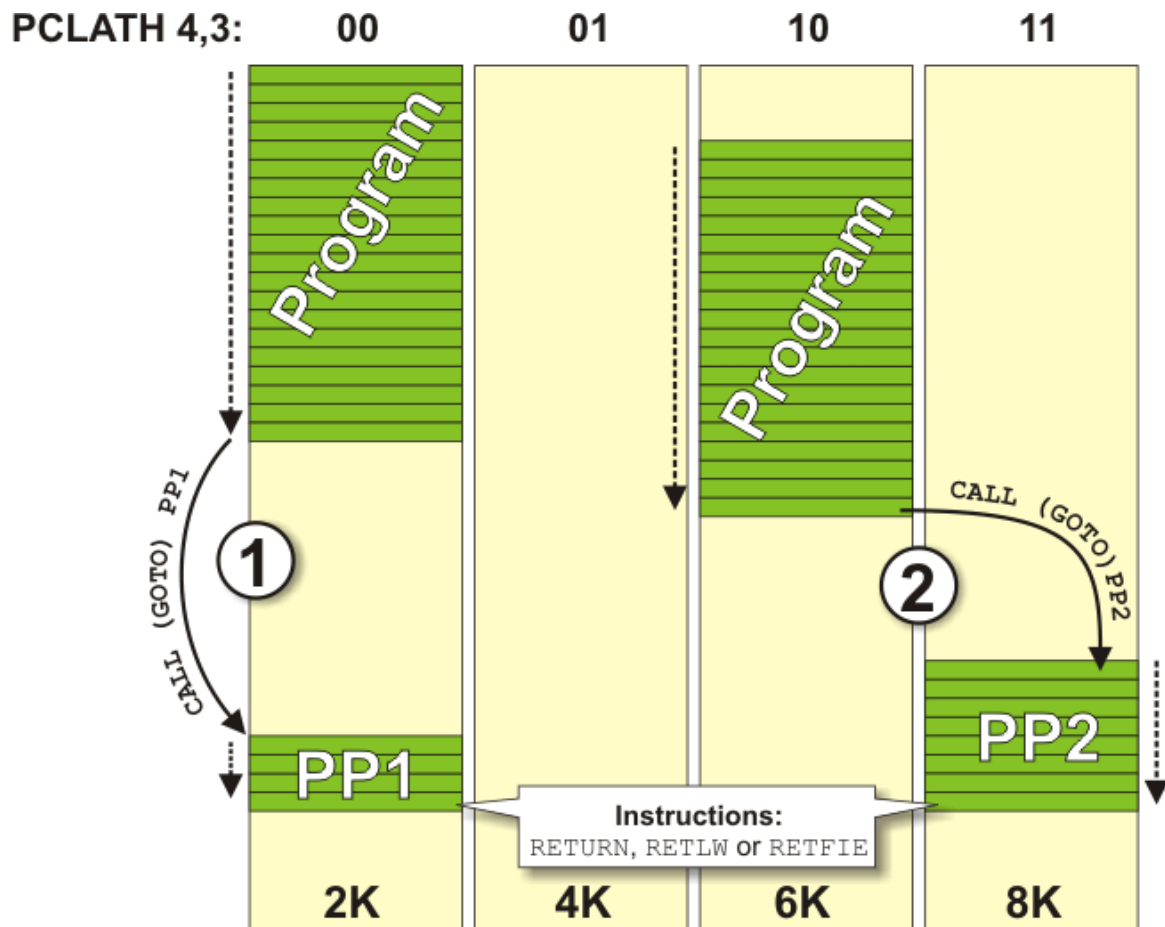 PCLATH 4,3: 00 01 10 11
Program
Program
CALL (GOTO) PP1
1
CALL (GOTO) PP2
2
PP1
PP2
Instructions:
RETURN, RETLW or RETFIE
2K 4K 6K 8K